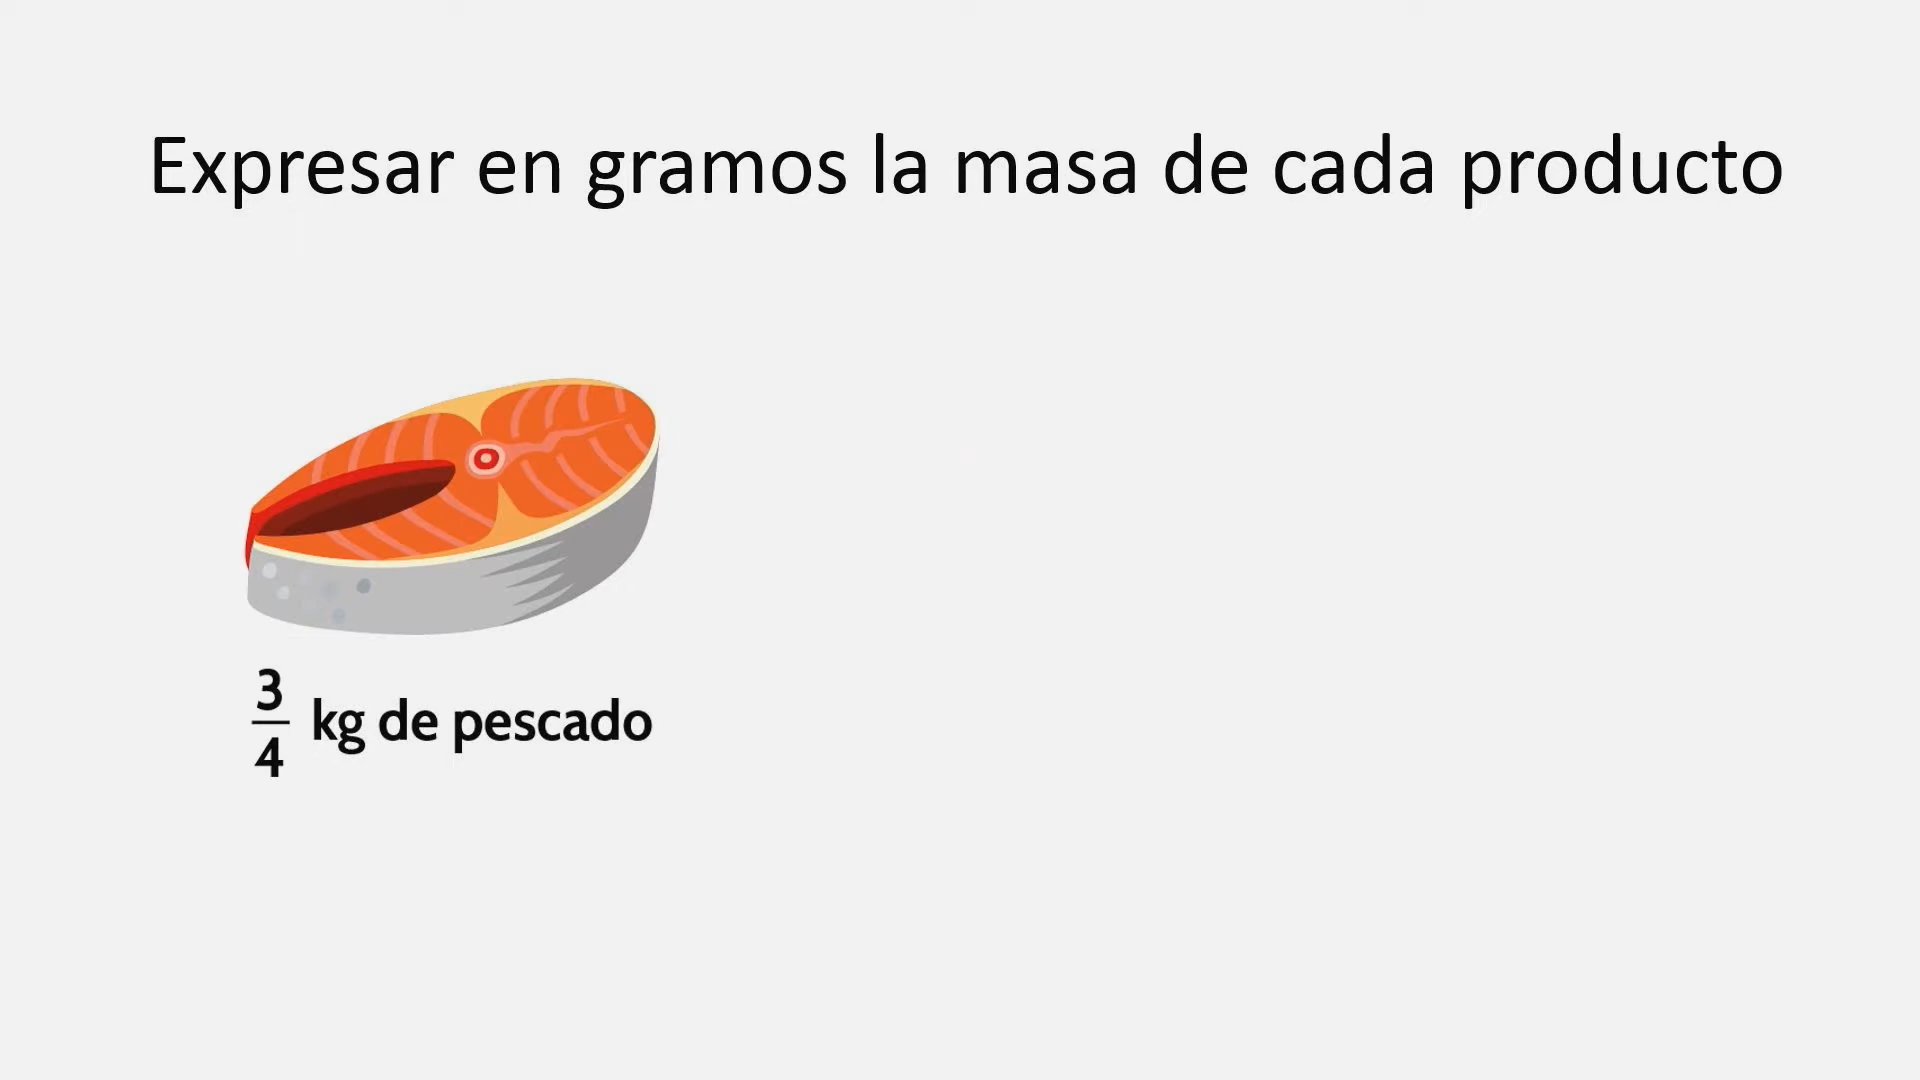 Expresar en gramos la masa de cada producto
3/4 kg de pescado